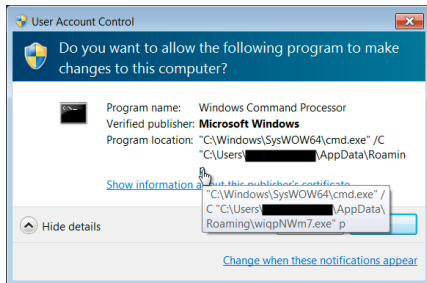 User Account Control
Do you want to allow the following program to make
changes to this computer?
Program name: Windows Command Processor
Verified publisher: Microsoft Windows
Program location: "C:\Windows\SysWOW64\cmd.exe" /C
"C:\Users\ \AppData\Roamin
Show information about this publisher's certificate
"C:\Windows\SysWOW64\cmd.exe" /
C "C:\Users\ \AppData\
Roaming\wiqpNWm7.exe" p
Hide details
Change when these notifications appear